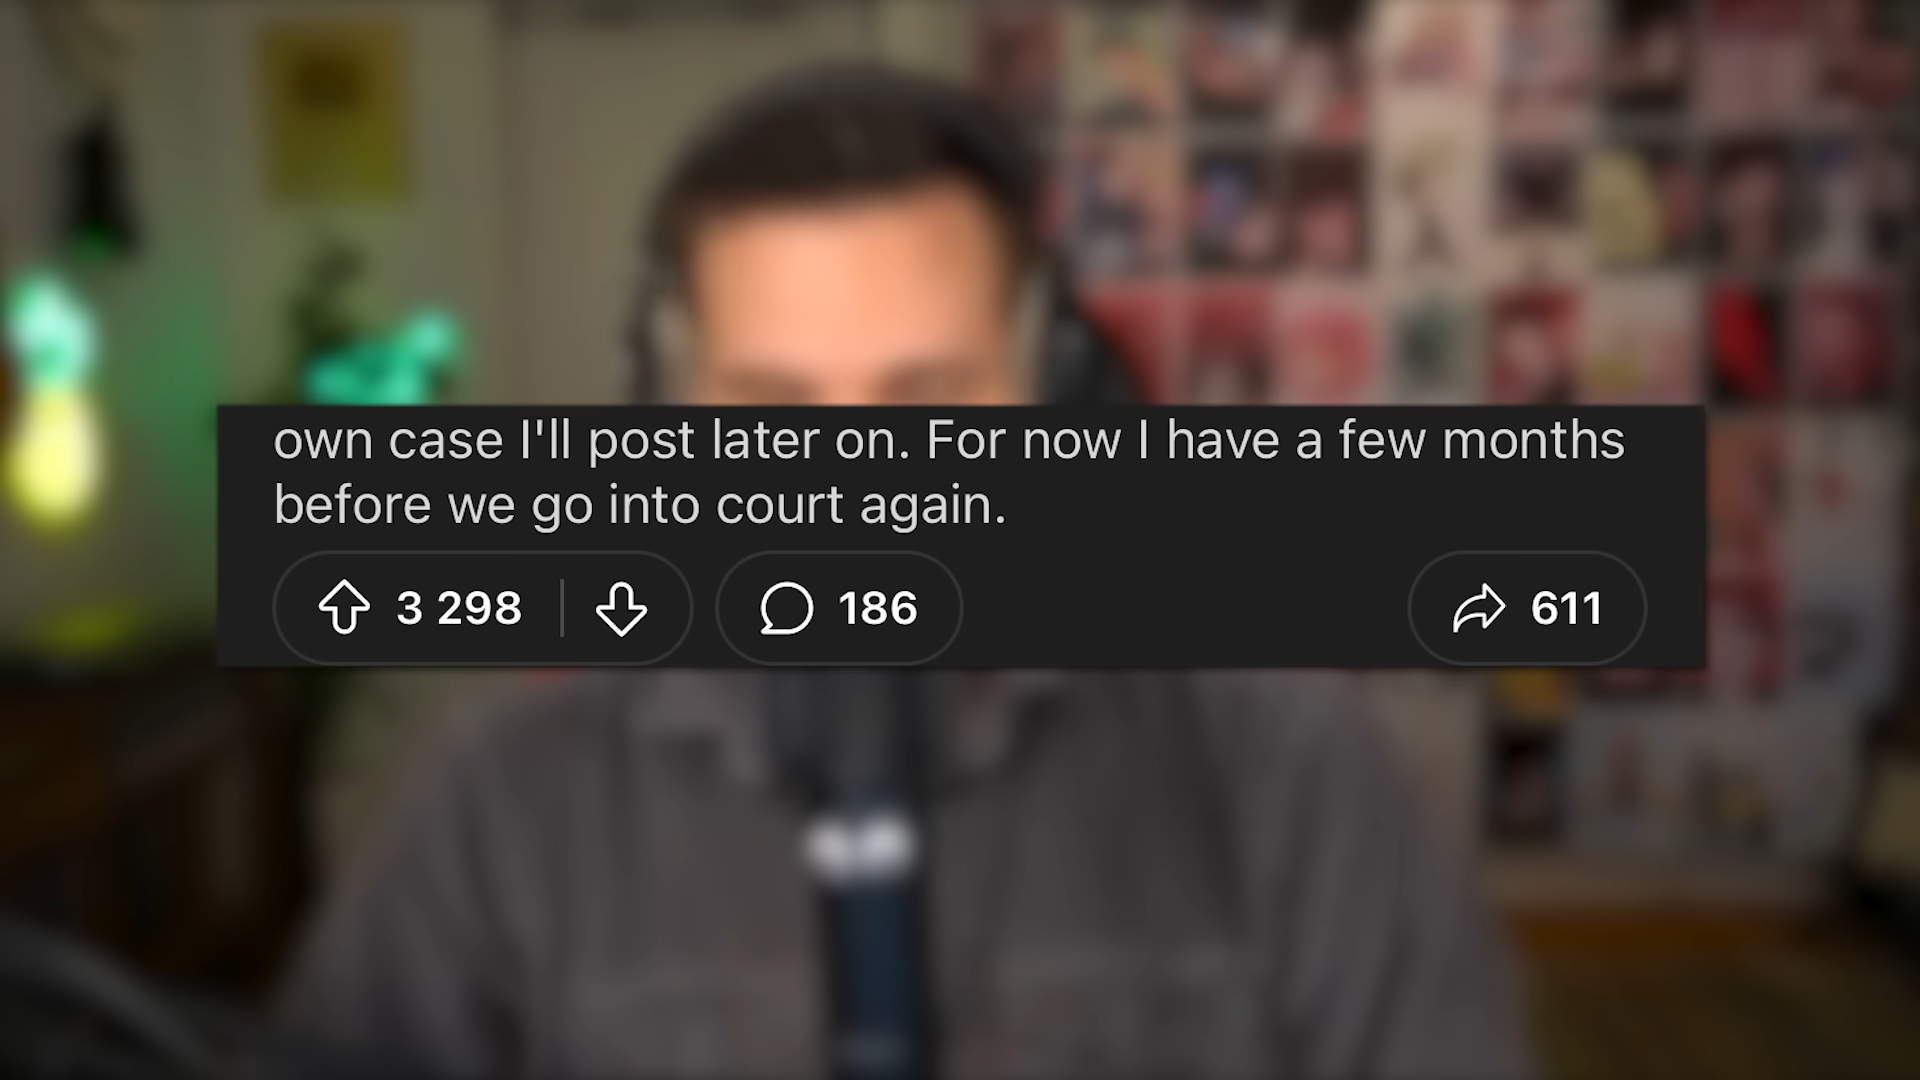 own case I'll post later on. For now I have a few months
before we go into court again.
3 298 186 611